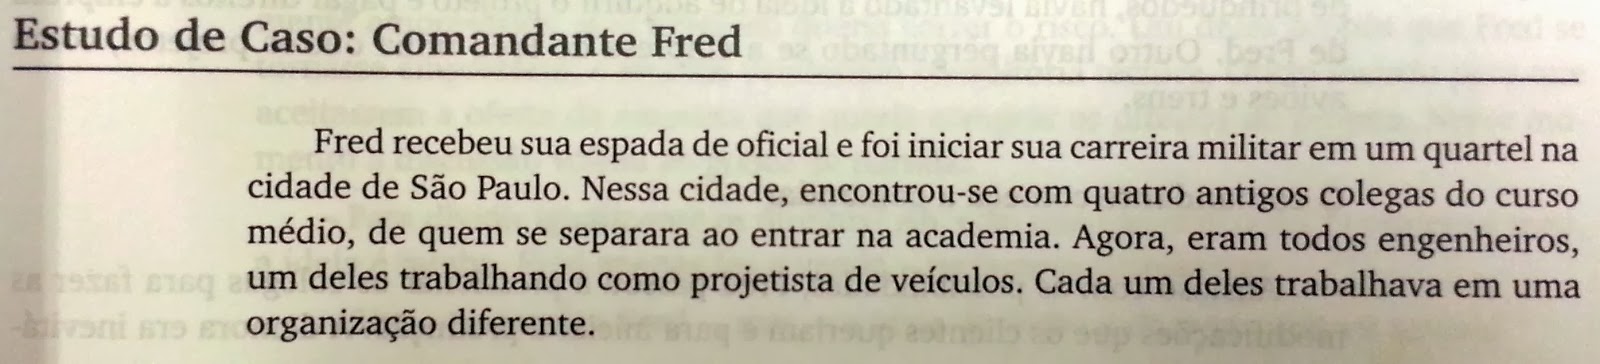 Estudo de Caso: Comandante Fred
Fred recebeu sua espada de oficial e foi iniciar sua carreira militar em um quartel na
cidade de São Paulo. Nessa cidade, encontrou-se com quatro antigos colegas do curso
médio, de quem se separara ao entrar na academia. Agora, eram todos engenheiros,
um deles trabalhando como projetista de veículos. Cada um deles trabalhava em uma
organização diferente.